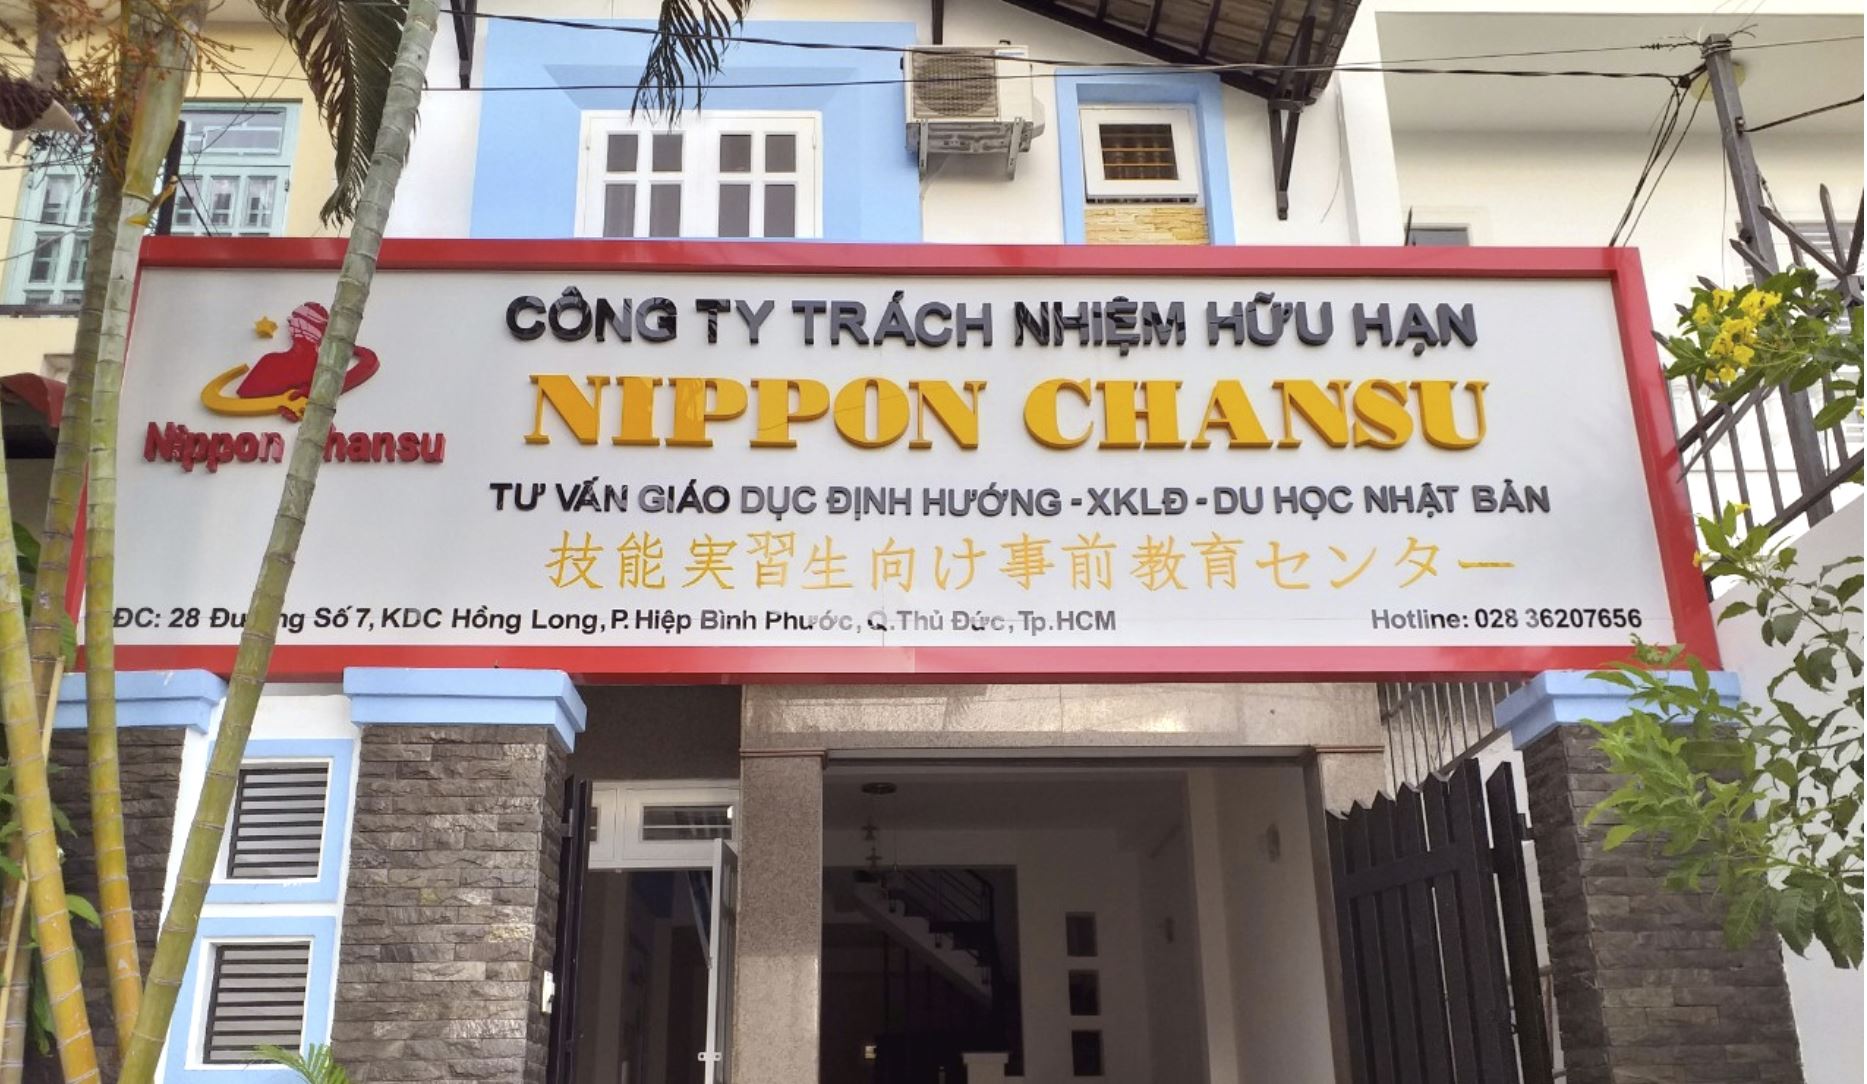 CÔNG TY TRÁCH NHIỆM HỮU HẠN
NIPPON CHANSU
Nippon Chansu
TƯ VẤN GIÁO DỤC ĐỊNH HƯỚNG - XKLĐ - DU HỌC NHẬT BẢN
技能実習生向け事前教育センター
ĐC: 28 Đường Số 7, KDC Hồng Long, P. Hiệp Bình Phước, Q.Thủ Đức, Tp.HCM
Hotline: 028 36207656